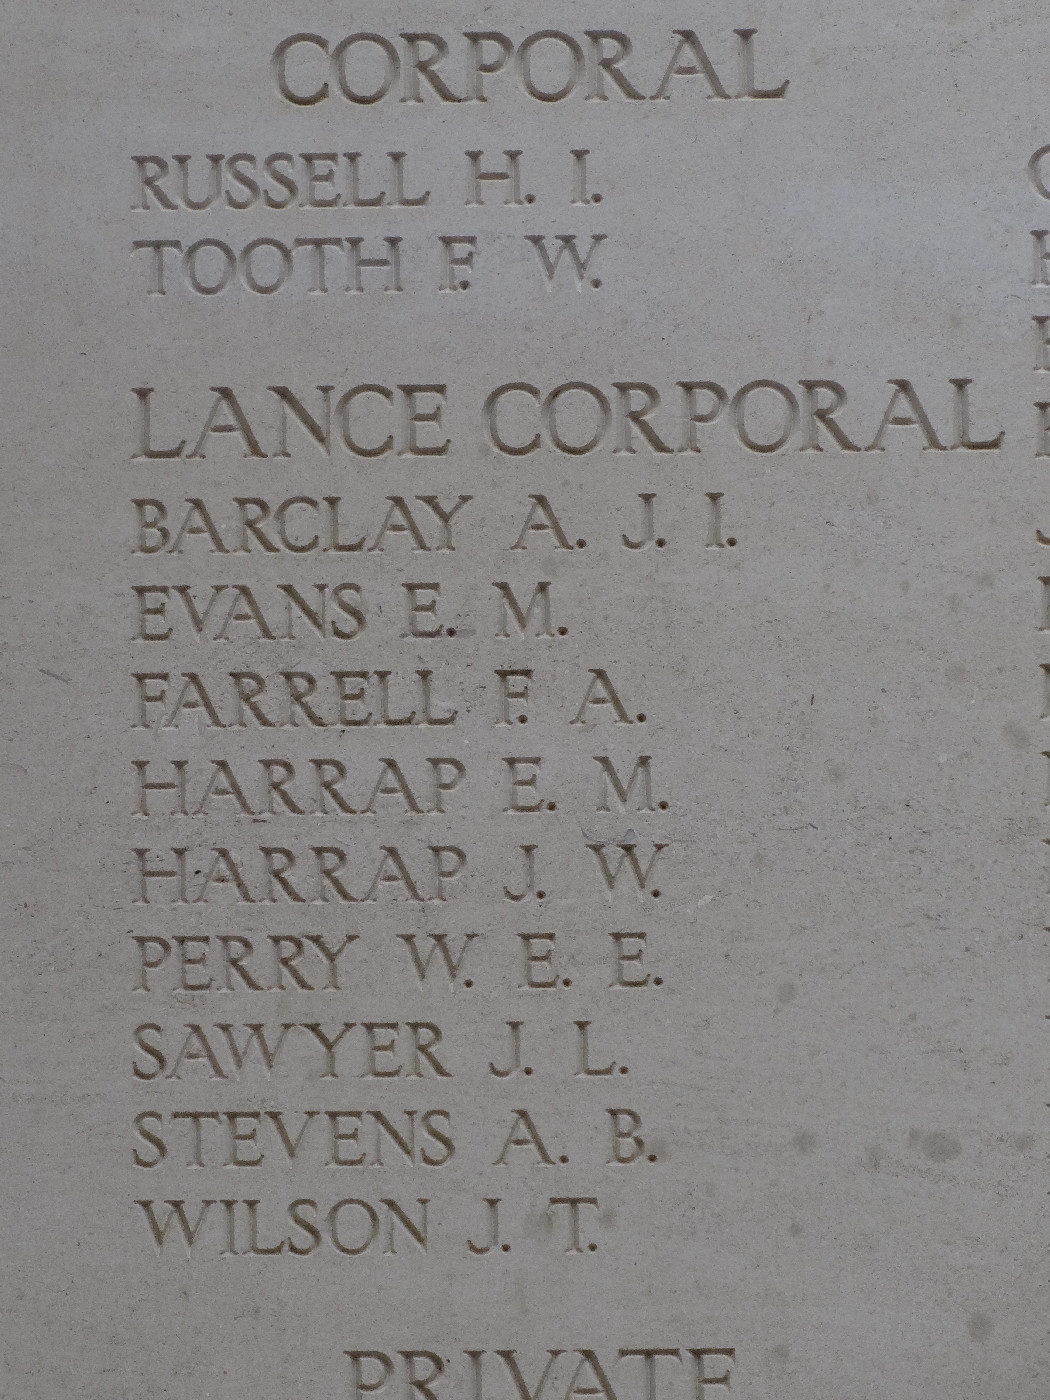 CORPORAL
RUSSELL H. I.
TOOTH F. W.
LANCE CORPORAL
BARCLAY A. J. I.
EVANS E. M.
FARRELL F. A.
HARRAP E. M.
HARRAP J. W.
PERRY W. E. E.
SAWYER J. L.
STEVENS A. B.
WILSON J. T.
PRIVATE